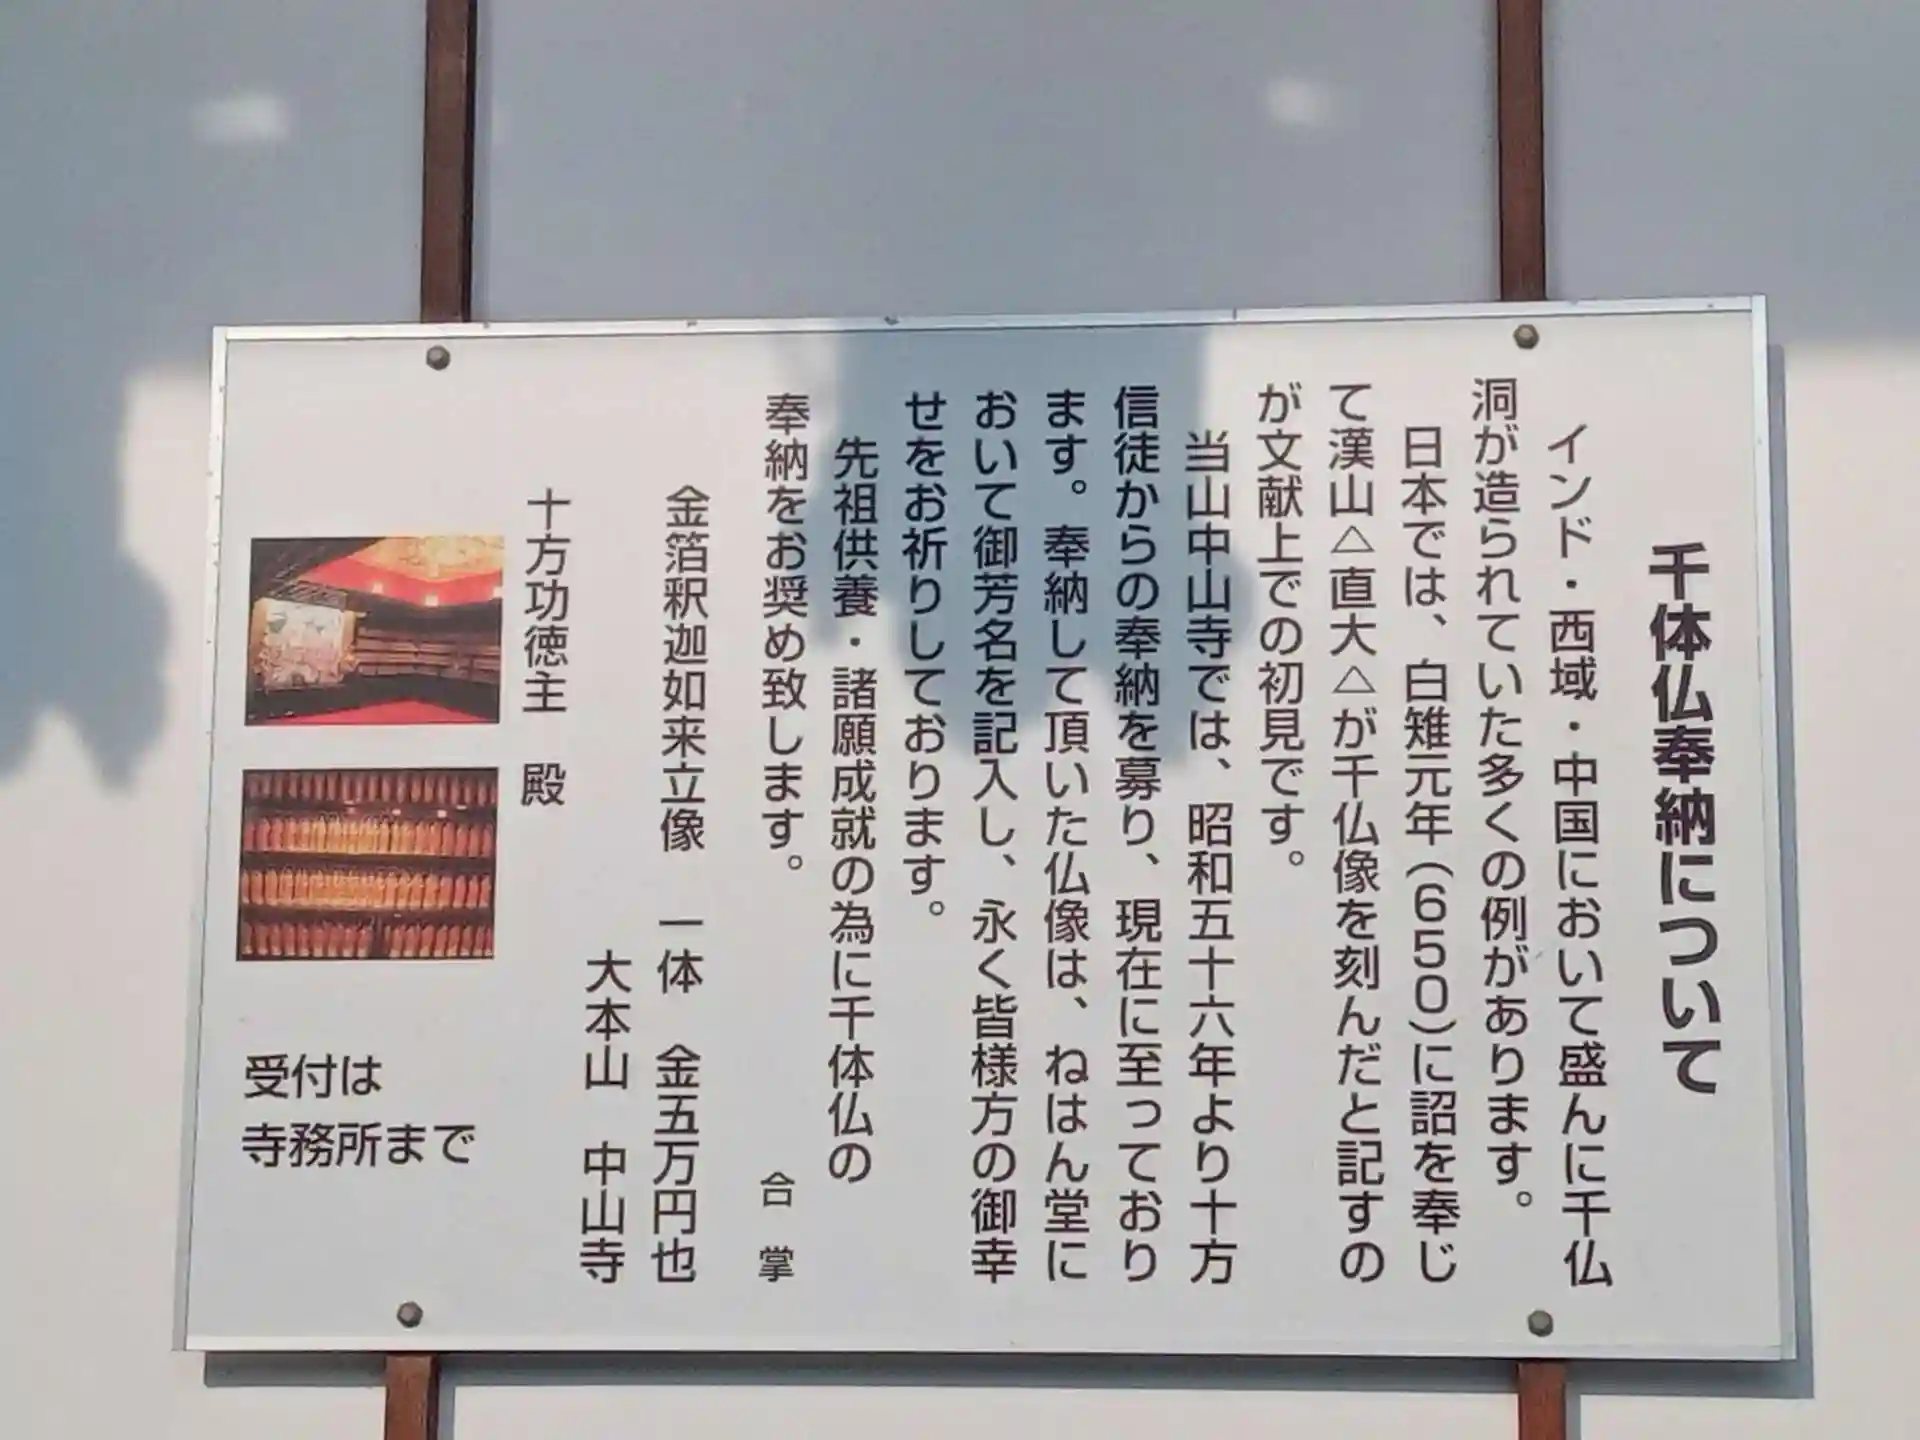 千体仏奉納について
インド・西域・中国において盛んに千仏
洞が造られていた多くの例があります。
日本では、白雉元年(650)に詔を奉じ
て漢山△直大△が千仏像を刻んだと記すの
が文献上での初見です。
当山中山寺では、昭和五十六年より十方
信徒からの奉納を募り、現在に至っており
ます。奉納して頂いた仏像は、ねはん堂に
おいて御芳名を記入し、永く皆様方の御幸
せをお祈りしております。
先祖供養・諸願成就の為に千体仏の
奉納をお奨め致します。
合掌
金箔釈迦如来立像 一体 金五万円也
大本山 中山寺
十方功徳主 殿
受付は
寺務所まで